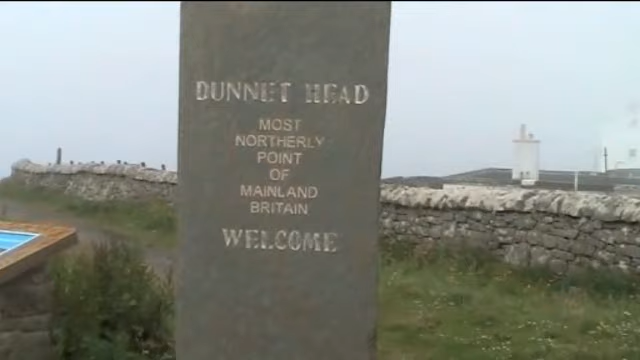 DUNNET HEAD
MOST
NORTHERLY
POINT
OF
MAINLAND
BRITAIN
WELCOME